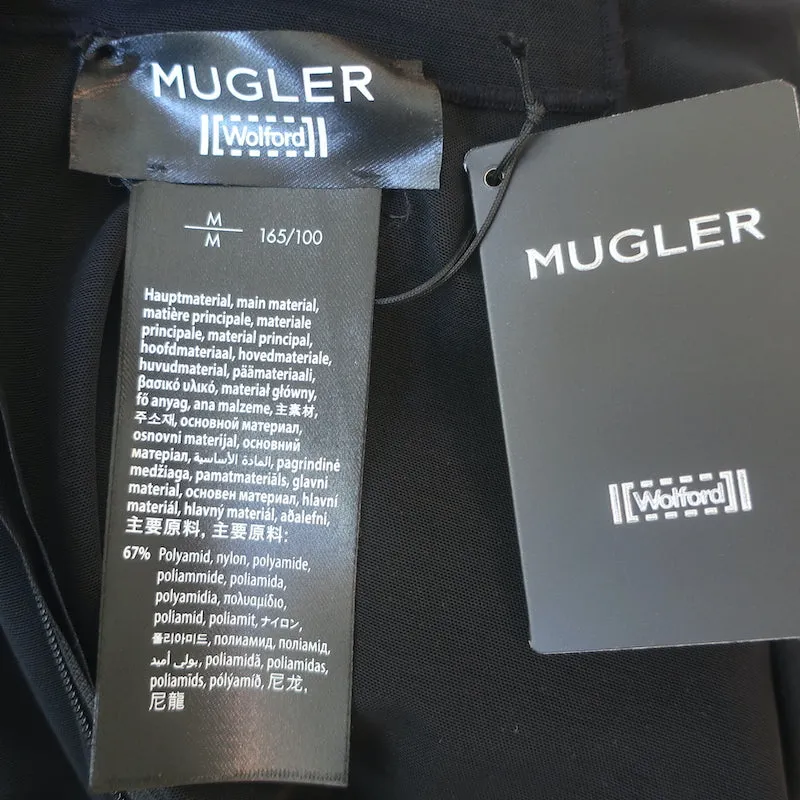 MUGLER
[Wolford]
M
M
165/100
Hauptmaterial, main material,
matière principale, materiale
principale, material principal,
hoofdmateriaal, hovedmateriale,
huvudmaterial, päämateriaali,
βασικό υλικό, materiał główny,
fő anyag, ana malzeme, 主素材,
주소재, основной материал,
osnovni materijal, основний
матеріал, المادة الأساسية, pagrindinė
medžiaga, pamatmateriāls, glavni
material, основен материал, hlavní
materiál, hlavný materiál, aðalefni,
主要原料, 主要原料:
67% Polyamid, nylon, polyamide,
poliammide, poliamida,
polyamidia, πολυαμίδιο,
poliamid, poliamit, ナイロン,
폴리아미드, полиамид, поліамід,
بولي أميد, poliamidă, poliamidas,
poliamīds, pólýamíð, 尼龙,
尼龍
MUGLER
[Wolford]